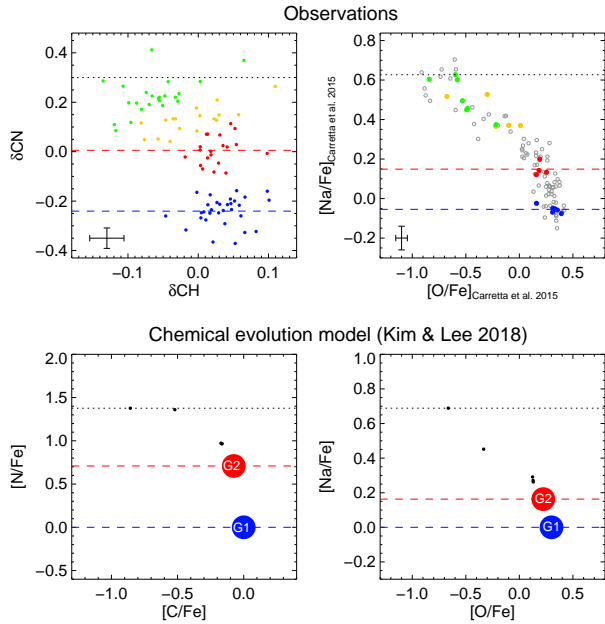 Observations
δCN
0.4
0.2
0.0
−0.2
−0.4
−0.1
0.0
0.1
δCH
[Na/Fe]Carretta et al. 2015
0.8
0.6
0.4
0.2
0.0
−0.2
−1.0
−0.5
0.0
0.5
[O/Fe]Carretta et al. 2015
Chemical evolution model (Kim & Lee 2018)
[N/Fe]
2.0
1.5
1.0
0.5
0.0
−0.5
G2
G1
−1.0
−0.5
0.0
[C/Fe]
[Na/Fe]
1.0
0.8
0.6
0.4
0.2
0.0
−0.2
G2
G1
−1.0
−0.5
0.0
0.5
[O/Fe]